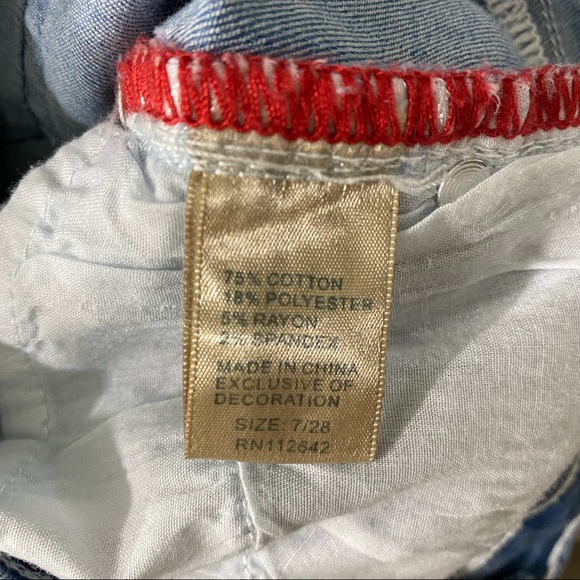 75% COTTON
18% POLYESTER
5% RAYON
2% SPANDEX
MADE IN CHINA
EXCLUSIVE OF
DECORATION
SIZE: 7/28
RN112642